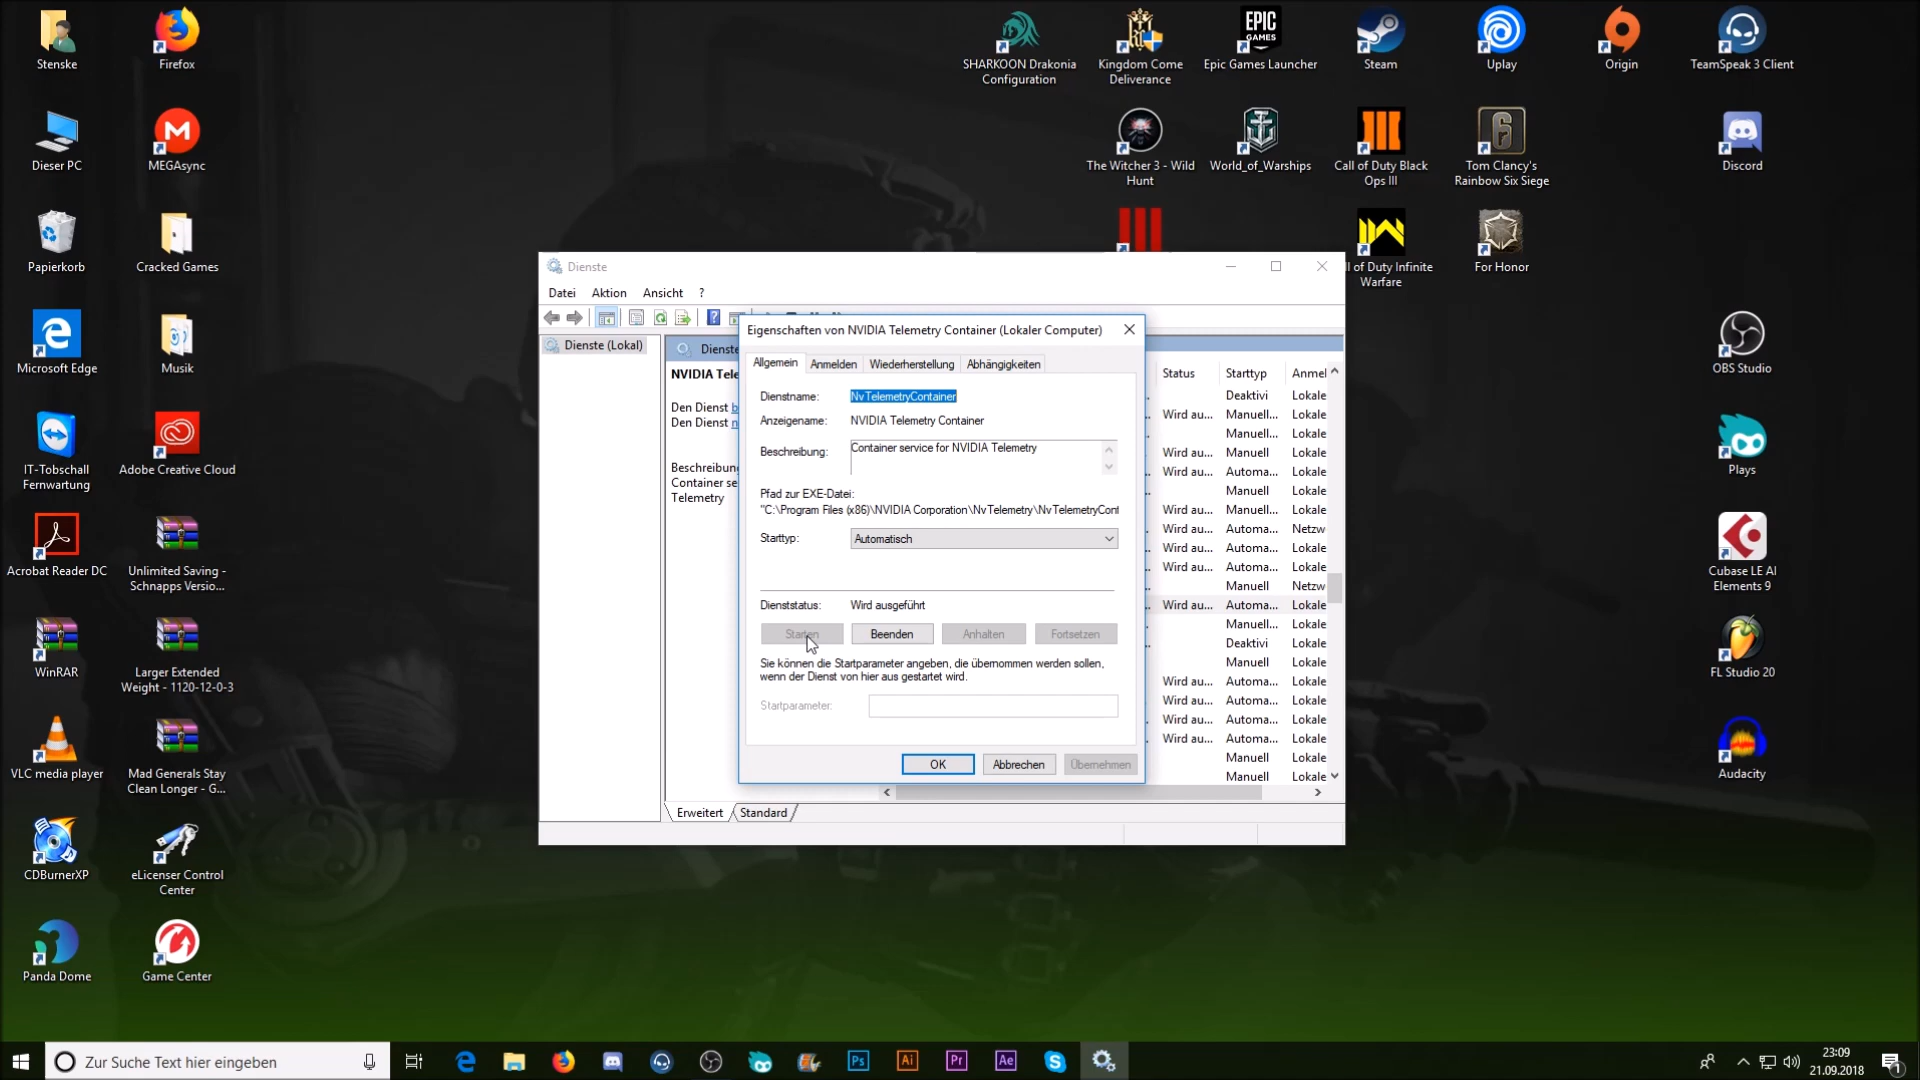 Stenske
Firefox
SHARKOON Drakonia
Configuration
Kingdom Come
Deliverance
EPIC
GAMES
Epic Games Launcher
Steam
Uplay
Origin
TeamSpeak 3 Client
Dieser PC
MEGAsync
The Witcher 3 - Wild
Hunt
World_of_Warships
Call of Duty Black
Ops III
Tom Clancy's
Rainbow Six Siege
Discord
Papierkorb
Cracked Games
l of Duty Infinite
Warfare
For Honor
Microsoft Edge
Musik
OBS Studio
IT-Tobschall
Fernwartung
Adobe Creative Cloud
Plays
Acrobat Reader DC
Unlimited Saving -
Schnapps Versio...
Cubase LE AI
Elements 9
WinRAR
Larger Extended
Weight - 1120-12-0-3
FL Studio 20
VLC media player
Mad Generals Stay
Clean Longer - G...
Audacity
CDBurnerXP
eLicenser Control
Center
Panda Dome
Game Center
Dienste
Datei Aktion Ansicht ?
Dienste (Lokal)
Dienste
NVIDIA Tele
Den Dienst b
Den Dienst n
Beschreibung
Container se
Telemetry
Eigenschaften von NVIDIA Telemetry Container (Lokaler Computer)
Allgemein Anmelden Wiederherstellung Abhängigkeiten
Dienstname: NvTelemetryContainer
Anzeigename: NVIDIA Telemetry Container
Beschreibung: Container service for NVIDIA Telemetry
Pfad zur EXE-Datei:
"C:\Program Files (x86)\NVIDIA Corporation\NvTelemetry\NvTelemetryCont
Starttyp: Automatisch
Dienststatus: Wird ausgeführt
Starten Beenden Anhalten Fortsetzen
Sie können die Startparameter angeben, die übernommen werden sollen,
wenn der Dienst von hier aus gestartet wird.
Startparameter:
OK Abbrechen Übernehmen
Status Starttyp Anmel
Deaktivi Lokale
Wird au... Manuell... Lokale
Manuell... Lokale
Wird au... Manuell Lokale
Wird au... Automa... Lokale
Manuell Lokale
Wird au... Manuell... Lokale
Wird au... Automa... Netzw
Wird au... Automa... Lokale
Wird au... Automa... Lokale
Manuell Netzw
Wird au... Automa... Lokale
Manuell... Lokale
Deaktivi Lokale
Manuell Lokale
Wird au... Automa... Lokale
Wird au... Automa... Lokale
Wird au... Automa... Lokale
Wird au... Automa... Lokale
Manuell Lokale
Manuell Lokale
Erweitert Standard
Zur Suche Text hier eingeben
Ps
Ai
Pr
Ae
23:09
21.09.2018
1